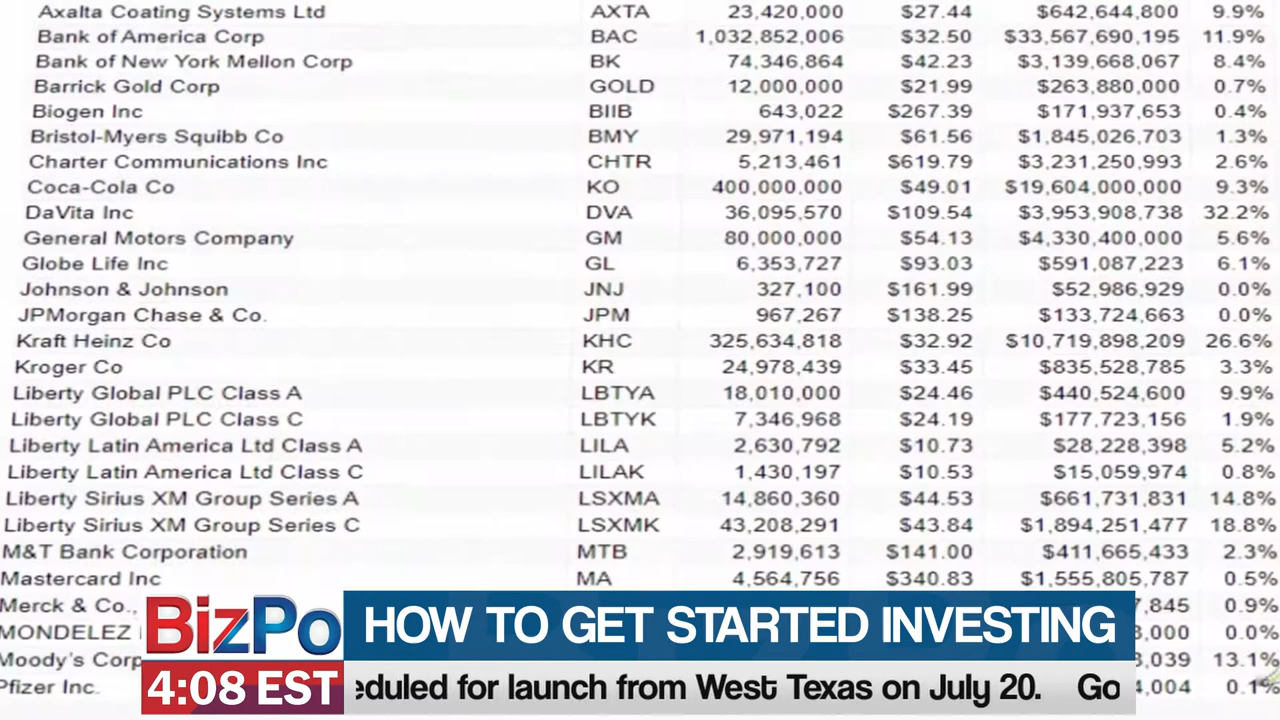 Axalta Coating Systems Ltd AXTA 23,420,000 $27.44 $642,644,800 9.9%
Bank of America Corp BAC 1,032,852,006 $32.50 $33,567,690,195 11.9%
Bank of New York Mellon Corp BK 74,346,864 $42.23 $3,139,668,067 8.4%
Barrick Gold Corp GOLD 12,000,000 $21.99 $263,880,000 0.7%
Biogen Inc BIIB 643,022 $267.39 $171,937,653 0.4%
Bristol-Myers Squibb Co BMY 29,971,194 $61.56 $1,845,026,703 1.3%
Charter Communications Inc CHTR 5,213,461 $619.79 $3,231,250,993 2.6%
Coca-Cola Co KO 400,000,000 $49.01 $19,604,000,000 9.3%
DaVita Inc DVA 36,095,570 $109.54 $3,953,908,738 32.2%
General Motors Company GM 80,000,000 $54.13 $4,330,400,000 5.6%
Globe Life Inc GL 6,353,727 $93.03 $591,087,223 6.1%
Johnson & Johnson JNJ 327,100 $161.99 $52,986,929 0.0%
JPMorgan Chase & Co. JPM 967,267 $138.25 $133,724,663 0.0%
Kraft Heinz Co KHC 325,634,818 $32.92 $10,719,898,209 26.6%
Kroger Co KR 24,978,439 $33.45 $835,528,785 3.3%
Liberty Global PLC Class A LBTYA 18,010,000 $24.46 $440,524,600 9.9%
Liberty Global PLC Class C LBTYK 7,346,968 $24.19 $177,723,156 1.9%
Liberty Latin America Ltd Class A LILA 2,630,792 $10.73 $28,228,398 5.2%
Liberty Latin America Ltd Class C LILAK 1,430,197 $10.53 $15,059,974 0.8%
Liberty Sirius XM Group Series A LSXMA 14,860,360 $44.53 $661,731,831 14.8%
Liberty Sirius XM Group Series C LSXMK 43,208,291 $43.84 $1,894,251,477 18.8%
M&T Bank Corporation MTB 2,919,613 $141.00 $411,665,433 2.3%
Mastercard Inc MA 4,564,756 $340.83 $1,555,805,787 0.5%
Merck & Co., 7,845 0.9%
MONDELEZ 3,000 0.0%
Moody's Corp 3,039 13.1%
Pfizer Inc. 4,004 0.1%
BizPo HOW TO GET STARTED INVESTING
4:08 EST eduled for launch from West Texas on July 20. Go